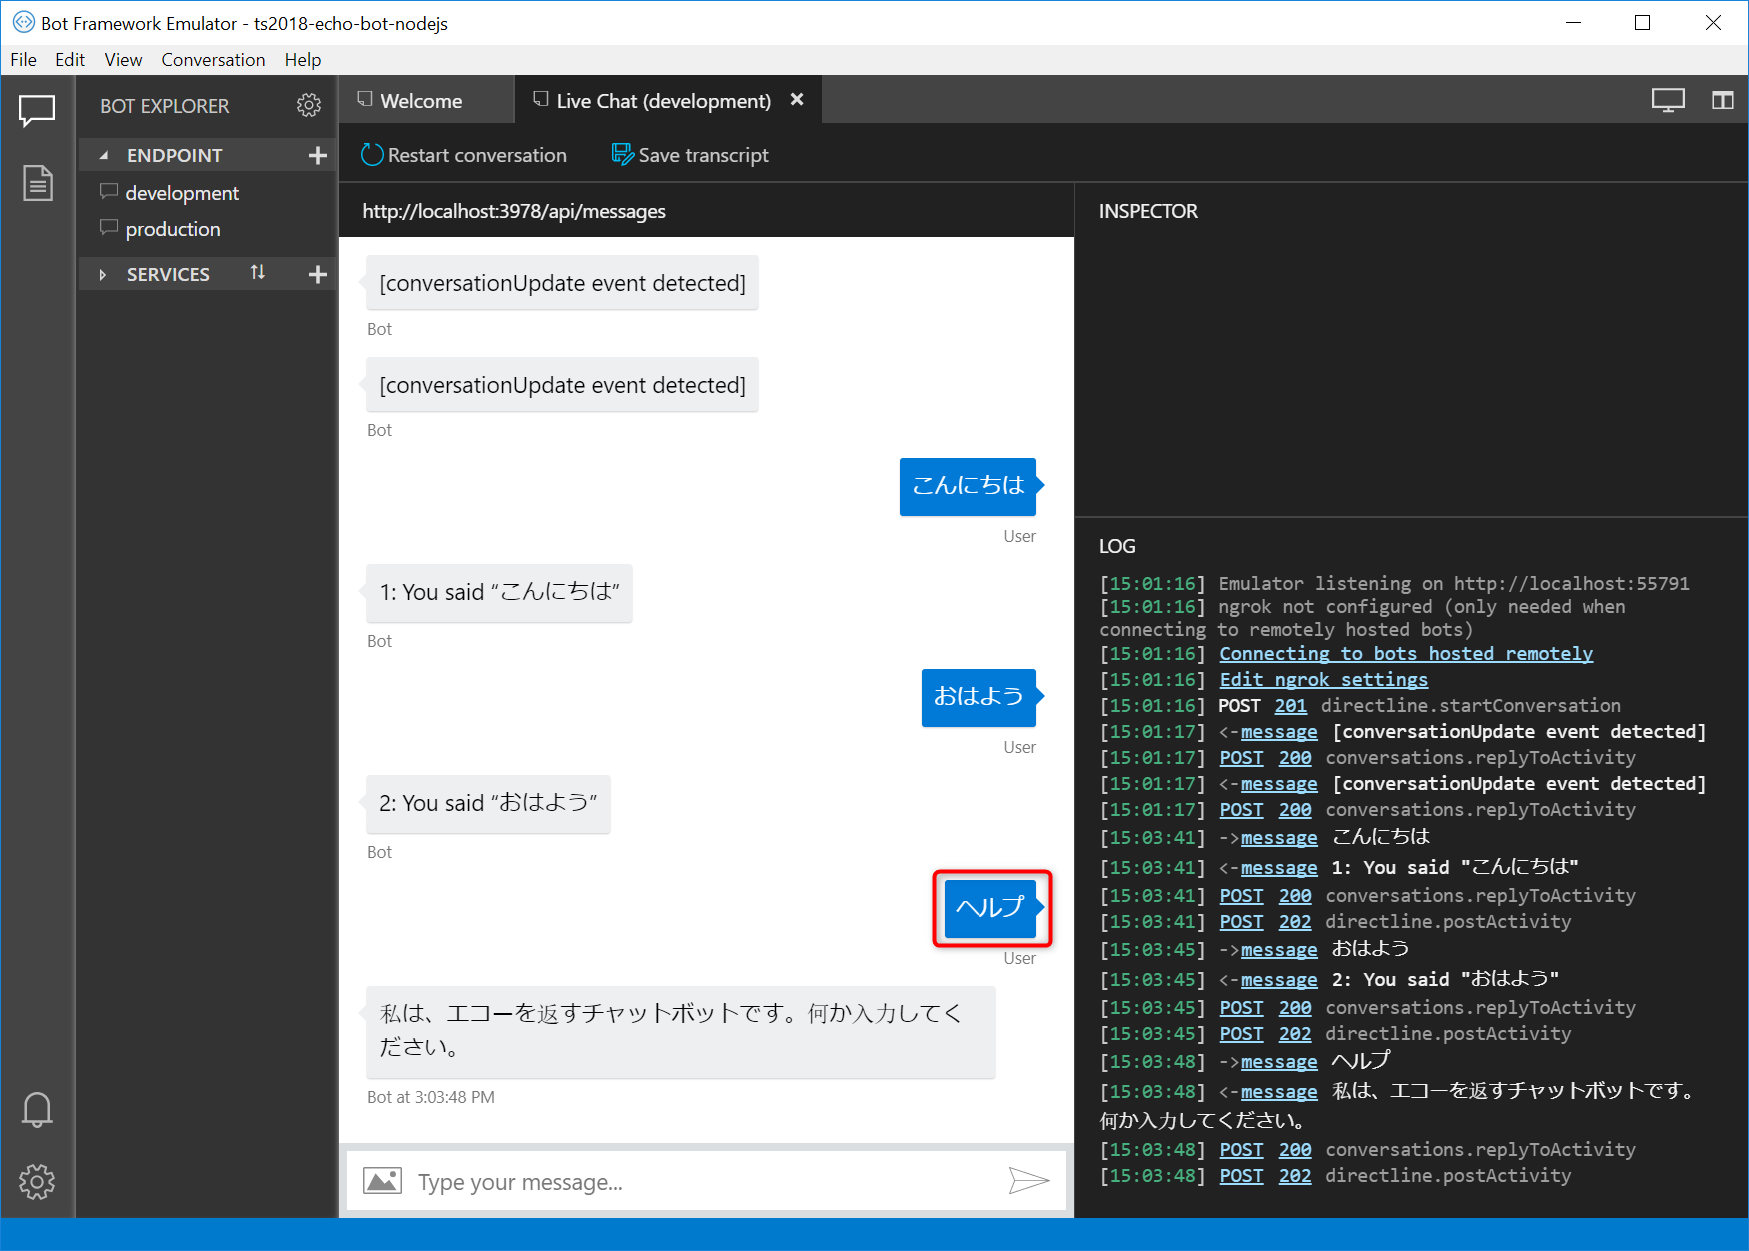 Bot Framework Emulator - ts2018-echo-bot-nodejs
File Edit View Conversation Help
BOT EXPLORER
ENDPOINT
development
production
SERVICES
Welcome
Live Chat (development)
Restart conversation
Save transcript
http://localhost:3978/api/messages
[conversationUpdate event detected]
Bot
[conversationUpdate event detected]
Bot
こんにちは
User
1: You said “こんにちは”
Bot
おはよう
User
2: You said “おはよう”
Bot
ヘルプ
User
私は、エコーを返すチャットボットです。何か入力してく
ださい。
Bot at 3:03:48 PM
Type your message...
INSPECTOR
LOG
[15:01:16] Emulator listening on http://localhost:55791
[15:01:16] ngrok not configured (only needed when
connecting to remotely hosted bots)
[15:01:16] Connecting to bots hosted remotely
[15:01:16] Edit ngrok settings
[15:01:16] POST 201 directline.startConversation
[15:01:17] <-message [conversationUpdate event detected]
[15:01:17] POST 200 conversations.replyToActivity
[15:01:17] <-message [conversationUpdate event detected]
[15:01:17] POST 200 conversations.replyToActivity
[15:03:41] ->message こんにちは
[15:03:41] <-message 1: You said "こんにちは"
[15:03:41] POST 200 conversations.replyToActivity
[15:03:41] POST 202 directline.postActivity
[15:03:45] ->message おはよう
[15:03:45] <-message 2: You said "おはよう"
[15:03:45] POST 200 conversations.replyToActivity
[15:03:45] POST 202 directline.postActivity
[15:03:48] ->message ヘルプ
[15:03:48] <-message 私は、エコーを返すチャットボットです。
何か入力してください。
[15:03:48] POST 200 conversations.replyToActivity
[15:03:48] POST 202 directline.postActivity